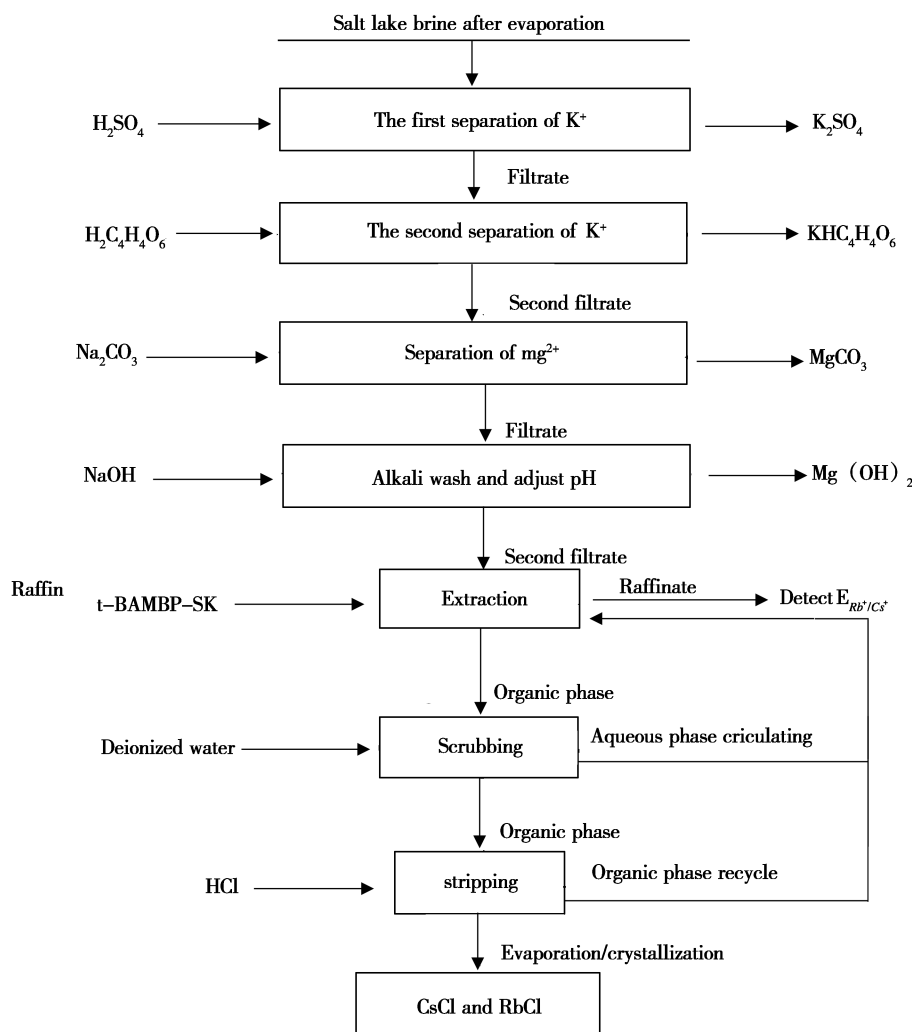 Salt lake brine after evaporation
H₂SO₄
The first separation of K⁺
K₂SO₄
Filtrate
H₂C₄H₄O₆
The second separation of K⁺
KHC₄H₄O₆
Second filtrate
Na₂CO₃
Separation of mg²⁺
MgCO₃
Filtrate
NaOH
Alkali wash and adjust pH
Mg（OH）₂
Second filtrate
Raffin
t-BAMBP-SK
Extraction
Raffinate
Detect E_Rb⁺/Cs⁺
Organic phase
Deionized water
Scrubbing
Aqueous phase criculating
Organic phase
HCl
stripping
Organic phase recycle
Evaporation/crystallization
CsCl and RbCl